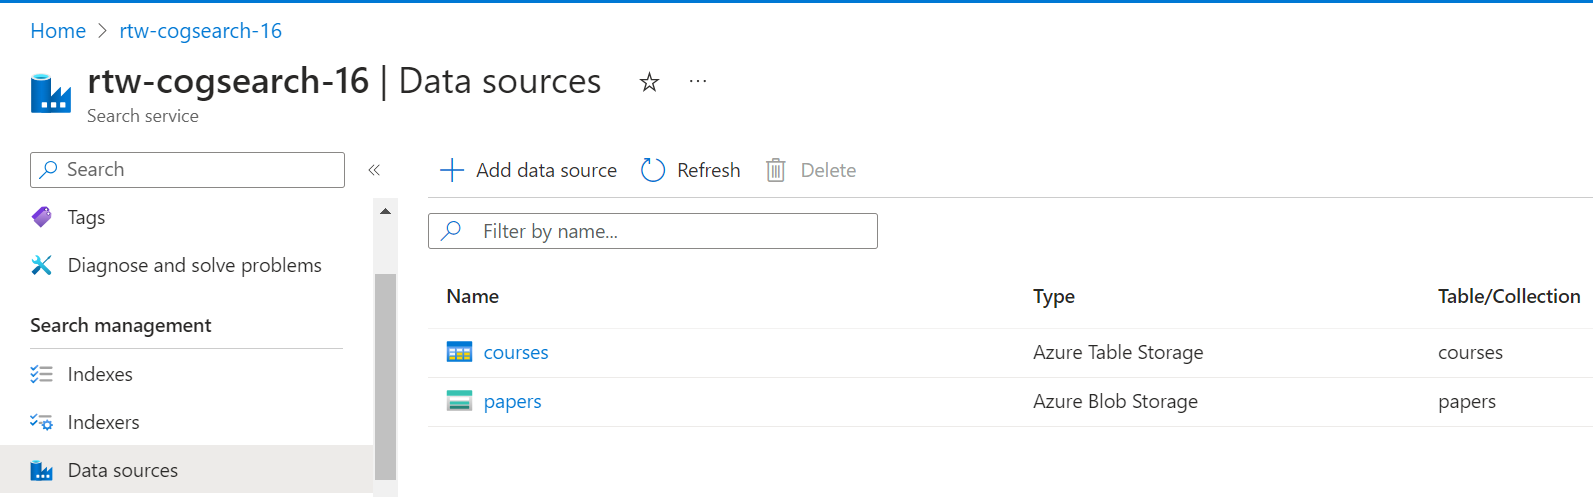 Home > rtw-cogsearch-16
rtw-cogsearch-16 | Data sources
Search service
Search
Tags
Diagnose and solve problems
Search management
Indexes
Indexers
Data sources
Add data source Refresh Delete
Filter by name...
Name Type Table/Collection
courses Azure Table Storage courses
papers Azure Blob Storage papers